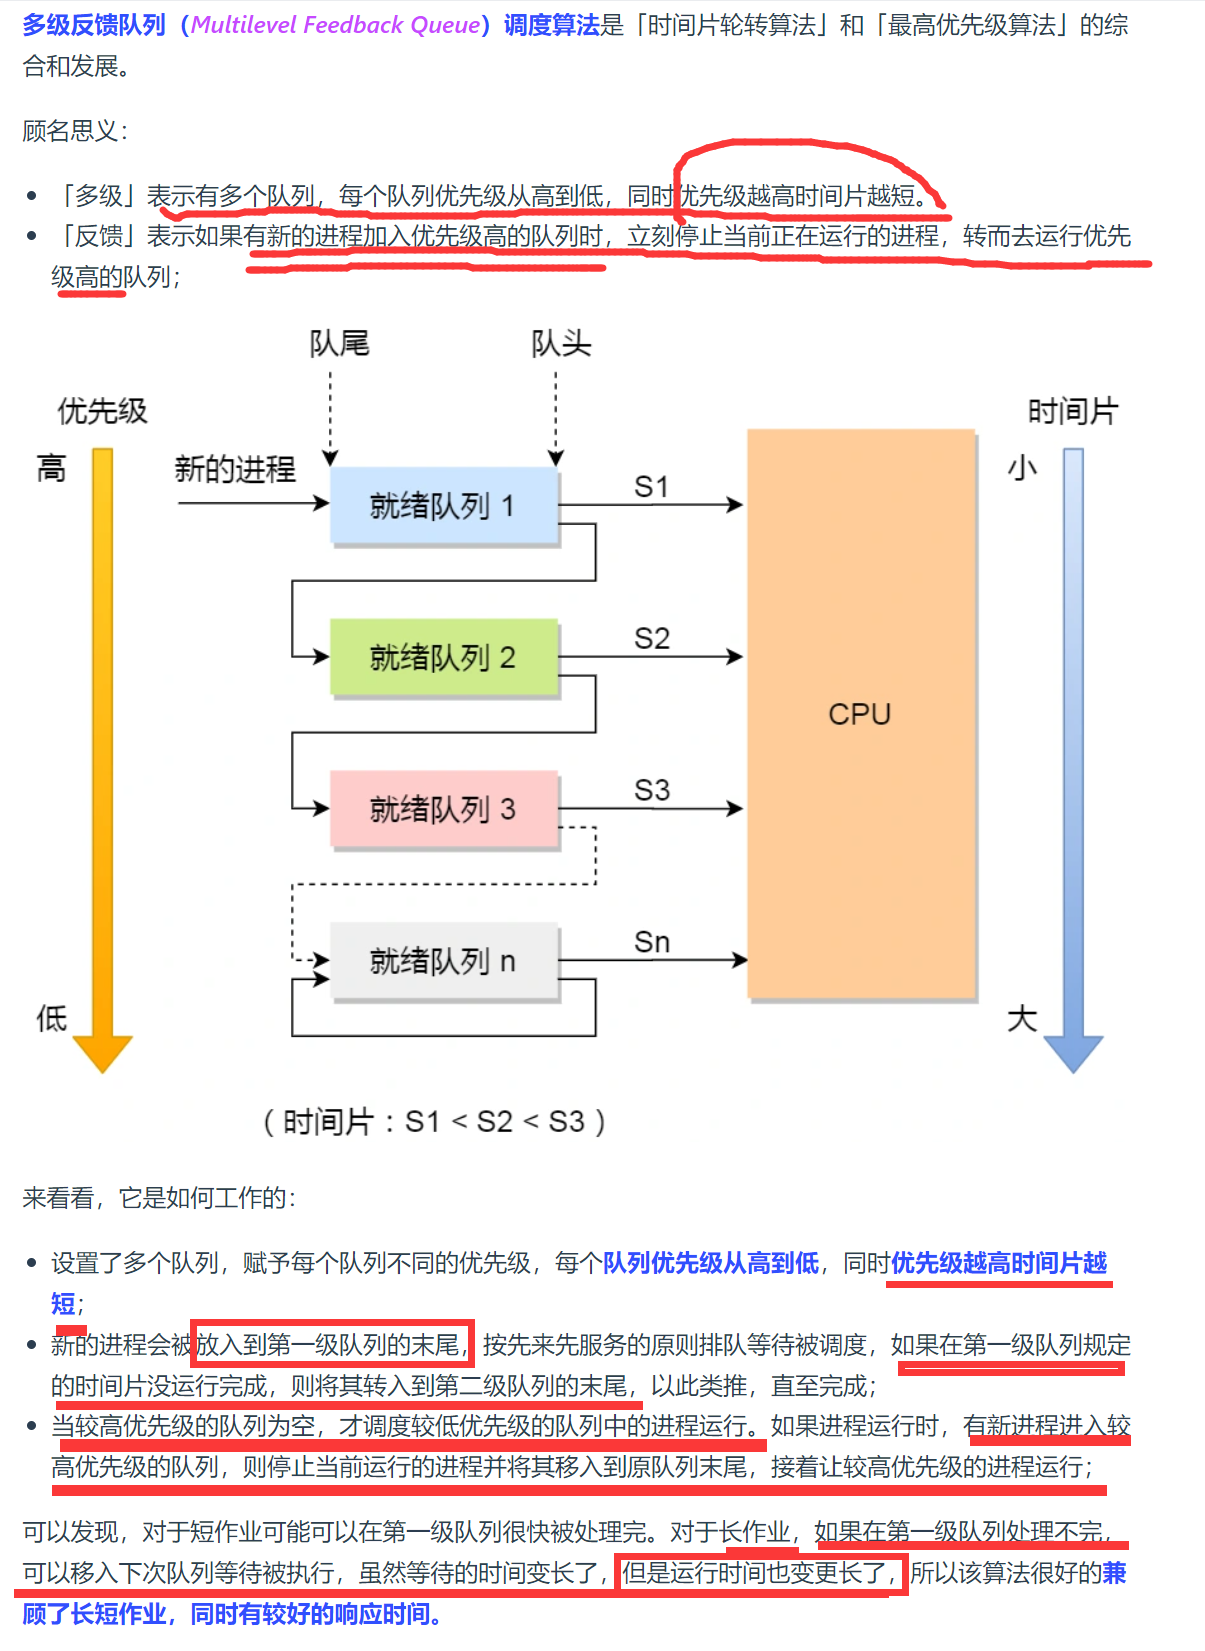 多级反馈队列（Multilevel Feedback Queue）调度算法是「时间片轮转算法」和「最高优先级算法」的综
合和发展。
顾名思义：
「多级」表示有多个队列，每个队列优先级从高到低，同时优先级越高时间片越短。
「反馈」表示如果有新的进程加入优先级高的队列时，立刻停止当前正在运行的进程，转而去运行优先
级高的队列；
队尾 队头
优先级 时间片
高 新的进程 小
就绪队列 1 S1
就绪队列 2 S2
CPU
就绪队列 3 S3
就绪队列 n Sn
低 大
（时间片：S1 < S2 < S3）
来看看，它是如何工作的：
设置了多个队列，赋予每个队列不同的优先级，每个队列优先级从高到低，同时优先级越高时间片越
短；
新的进程会被放入到第一级队列的末尾，按先来先服务的原则排队等待被调度，如果在第一级队列规定
的时间片没运行完成，则将其转入到第二级队列的末尾，以此类推，直至完成；
当较高优先级的队列为空，才调度较低优先级的队列中的进程运行。如果进程运行时，有新进程进入较
高优先级的队列，则停止当前运行的进程并将其移入到原队列末尾，接着让较高优先级的进程运行；
可以发现，对于短作业可能可以在第一级队列很快被处理完。对于长作业，如果在第一级队列处理不完，
可以移入下次队列等待被执行，虽然等待的时间变长了，但是运行时间也变更长了，所以该算法很好的兼
顾了长短作业，同时有较好的响应时间。